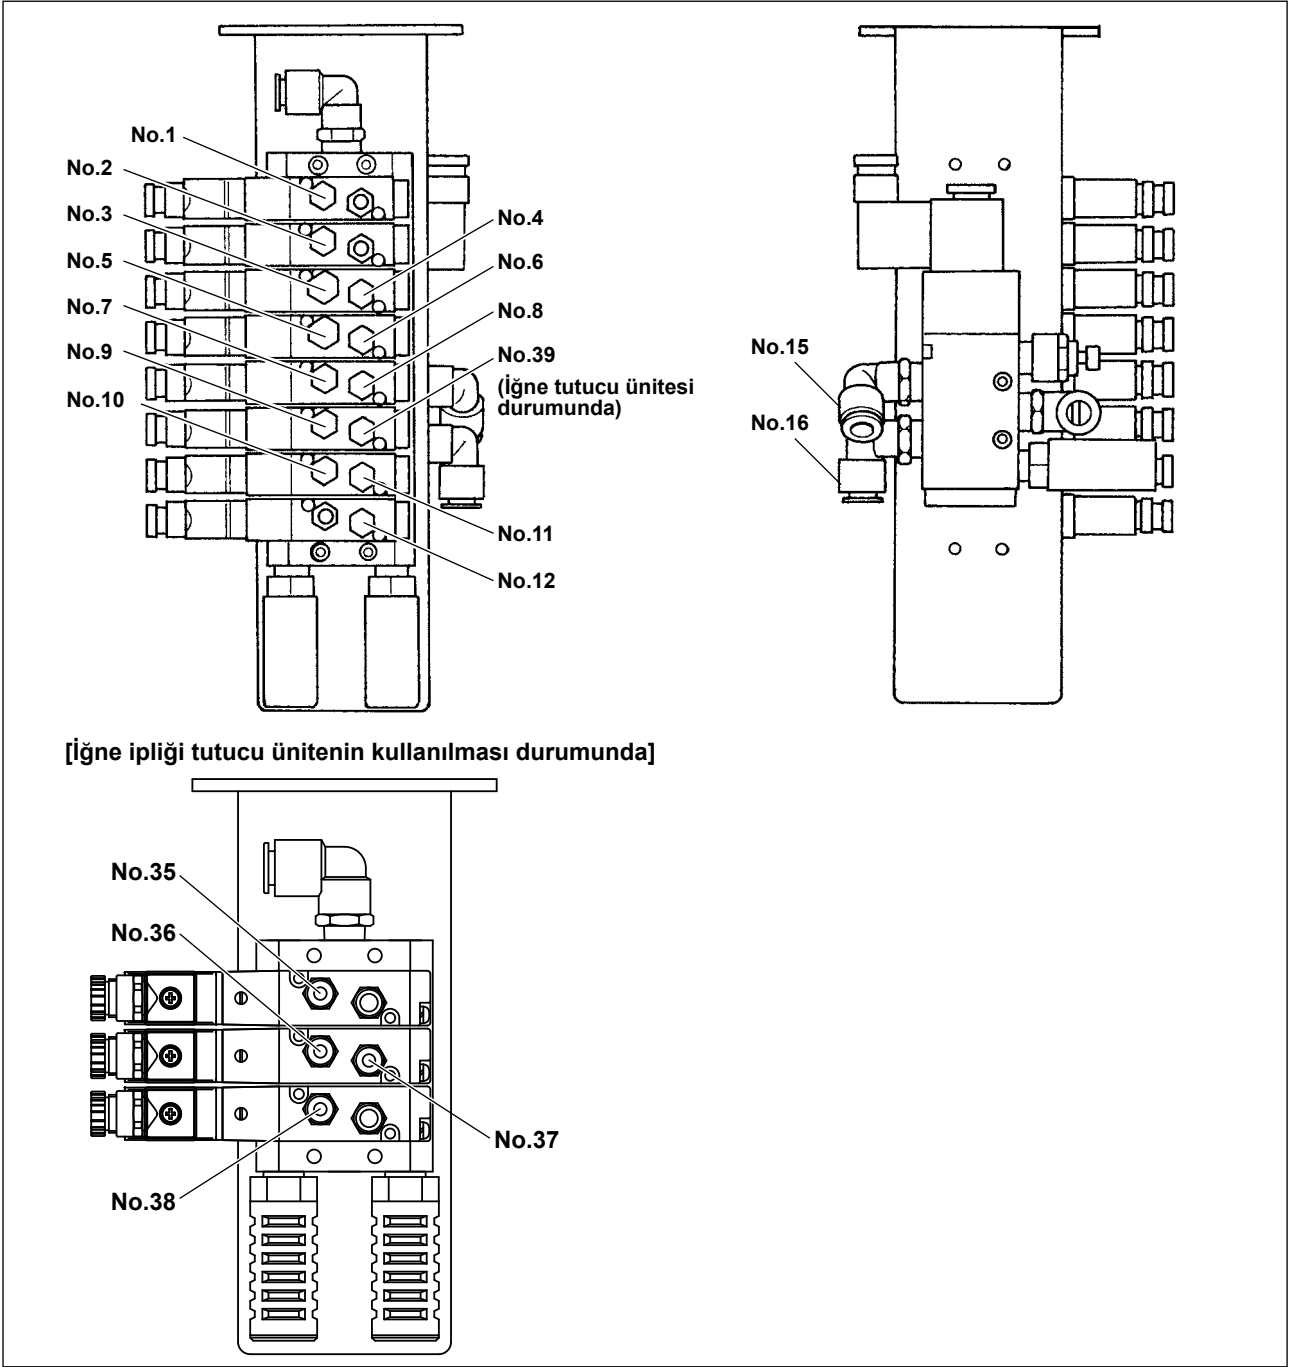 No.1
No.2
No.3
No.5
No.7
No.9
No.10
No.4
No.6
No.8
No.39
(İğne tutucu ünitesi
durumunda)
No.11
No.12
No.15
No.16
[İğne ipliği tutucu ünitenin kullanılması durumunda]
No.35
No.36
No.37
No.38